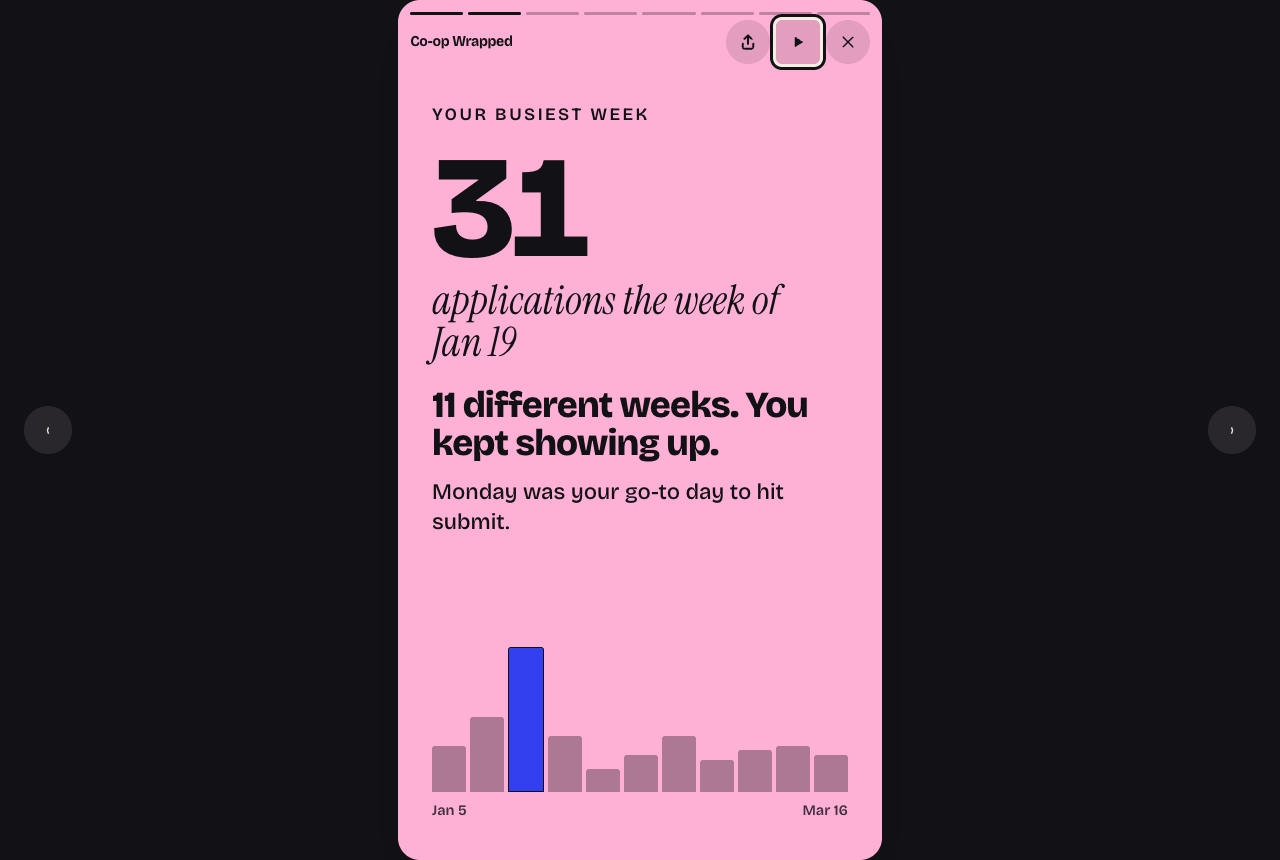 Co-op Wrapped
YOUR BUSIEST WEEK
31
applications the week of
Jan 19
11 different weeks. You
kept showing up.
Monday was your go-to day to hit
submit.
Jan 5
Mar 16